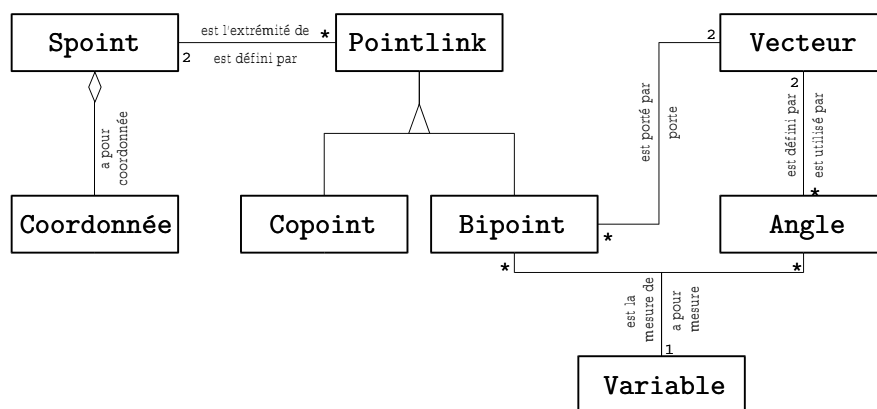 Spoint
est l'extrémité de
*
2
est défini par
Pointlink
2
Vecteur
2
a pour
coordonnée
est porté par
porte
est défini par
est utilisé par
*
Coordonnée
Copoint
Bipoint
*
Angle
*
*
est la
mesure de
a pour
mesure
1
Variable